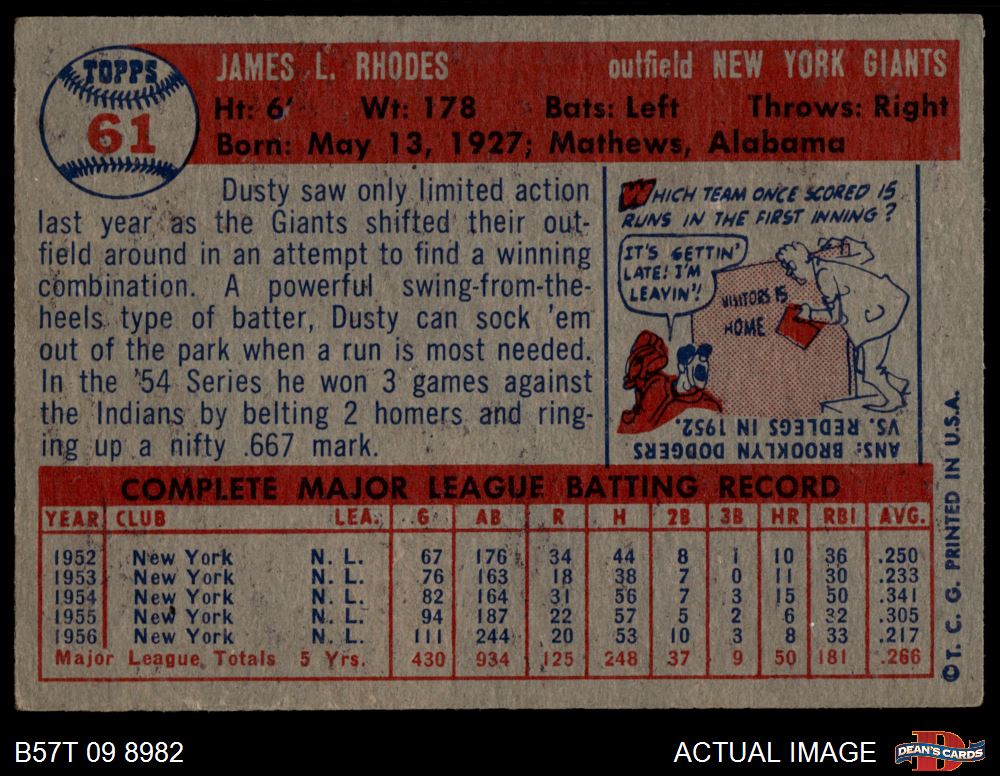 TOPPS
61
JAMES L. RHODES outfield NEW YORK GIANTS
Ht: 6' Wt: 178 Bats: Left Throws: Right
Born: May 13, 1927; Mathews, Alabama
Dusty saw only limited action
last year as the Giants shifted their out-
field around in an attempt to find a winning
combination. A powerful swing-from-the-
heels type of batter, Dusty can sock 'em
out of the park when a run is most needed.
In the '54 Series he won 3 games against
the Indians by belting 2 homers and ring-
ing up a nifty .667 mark.
WHICH TEAM ONCE SCORED 15
RUNS IN THE FIRST INNING?
IT'S GETTIN'
LATE! I'M
LEAVIN'!
VISITORS 15
HOME
ANS: BROOKLYN DODGERS
VS. REDLEGS IN 1952.
COMPLETE MAJOR LEAGUE BATTING RECORD
YEAR CLUB LEA. G AB R H 2B 3B HR RBI AVG.
1952 New York N. L. 67 176 34 44 8 1 10 36 .250
1953 New York N. L. 76 163 18 38 7 0 11 30 .233
1954 New York N. L. 82 164 31 56 7 3 15 50 .341
1955 New York N. L. 94 187 22 57 5 2 6 32 .305
1956 New York N. L. 111 244 20 53 10 3 8 33 .217
Major League Totals 5 Yrs. 430 934 125 248 37 9 50 181 .266
© T. C. G. PRINTED IN U.S.A.
B57T 09 8982 ACTUAL IMAGE
DEAN'S CARDS